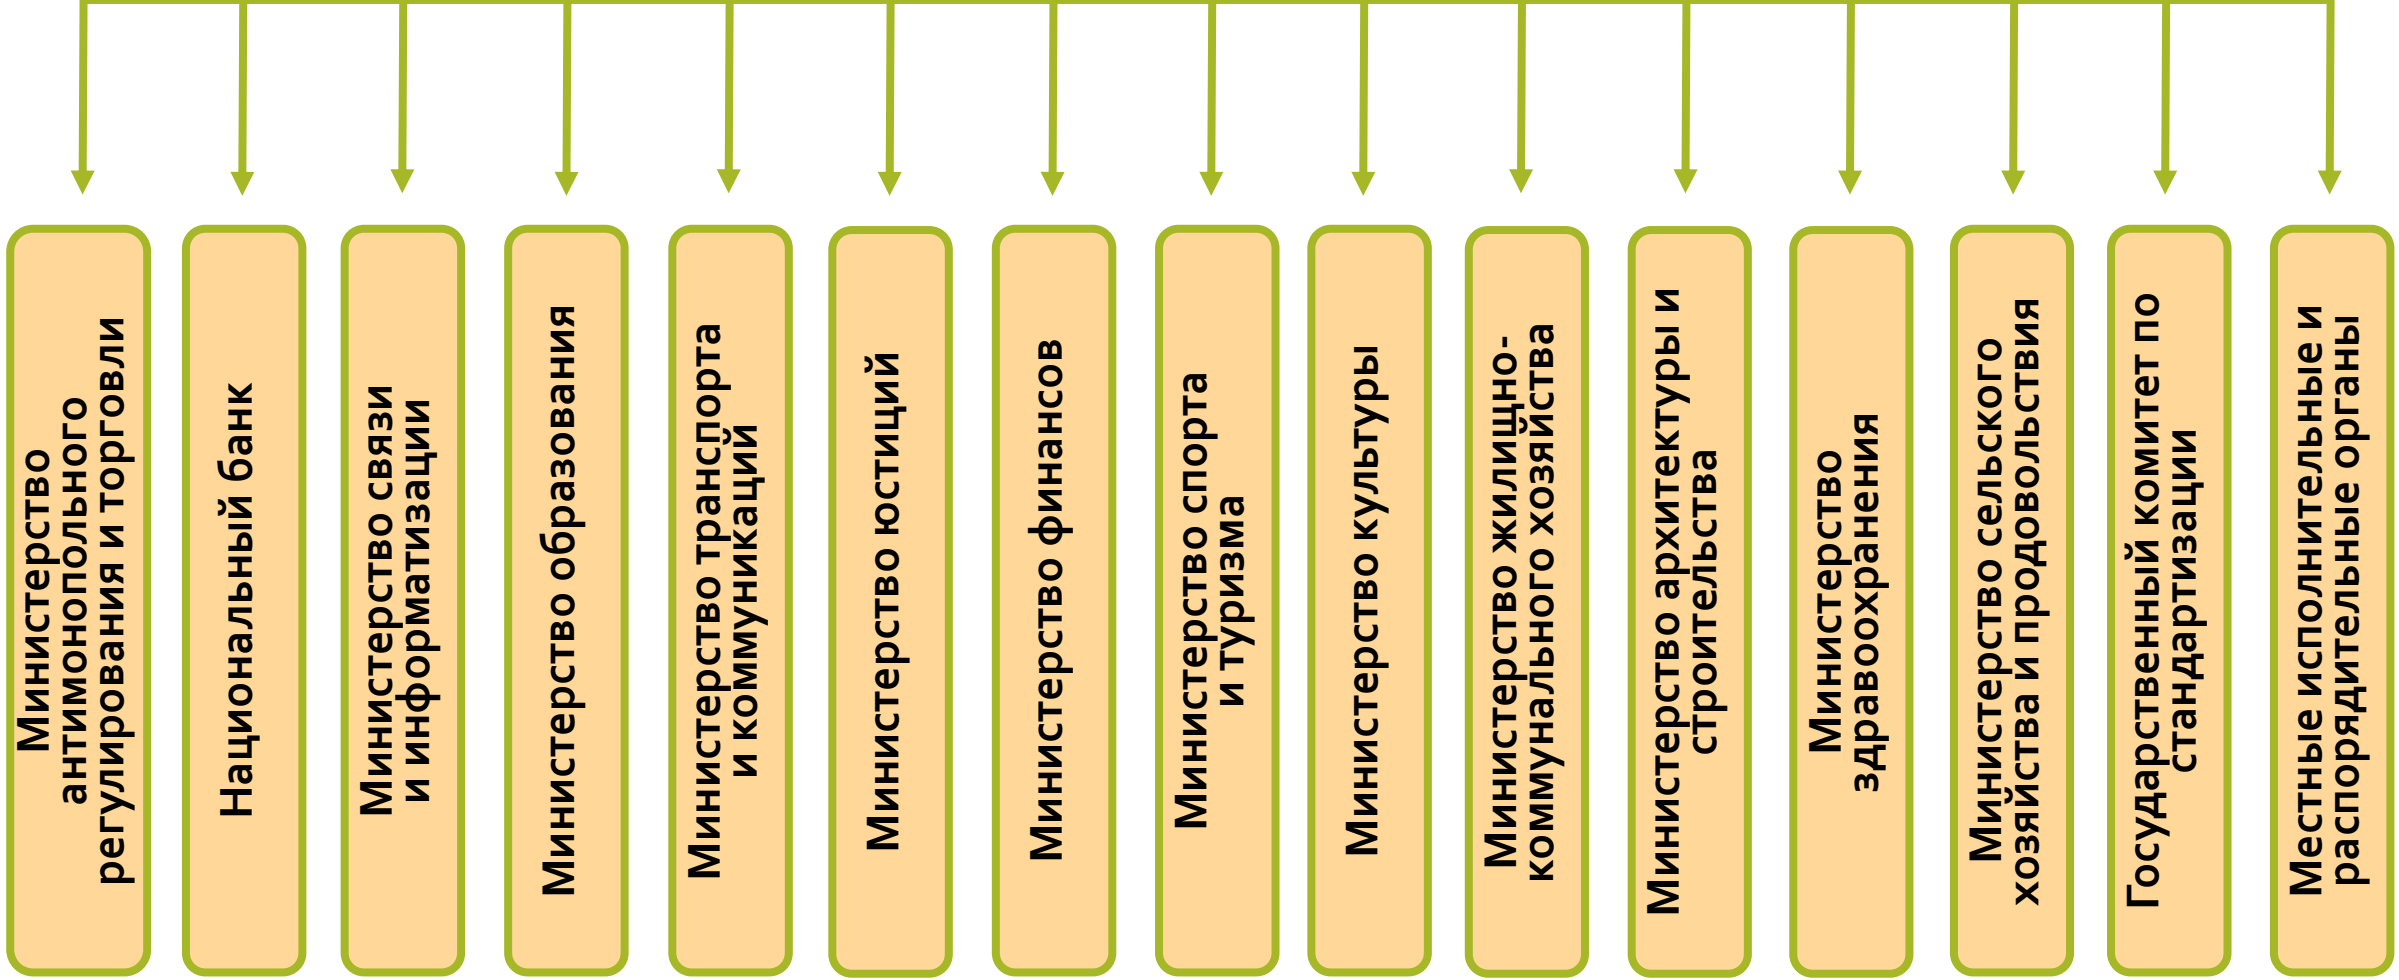 Министерство
антимонопольного
регулирования и торговли
Национальный банк
Министерство связи
и информатизации
Министерство образования
Министерство транспорта
и коммуникаций
Министерство юстиций
Министерство финансов
Министерство спорта
и туризма
Министерство культуры
Министерство жилищно-
коммунального хозяйства
Министерство архитектуры и
строительства
Министерство
здравоохранения
Министерство сельского
хозяйства и продовольствия
Государственный комитет по
стандартизации
Местные исполнительные и
распорядительные органы